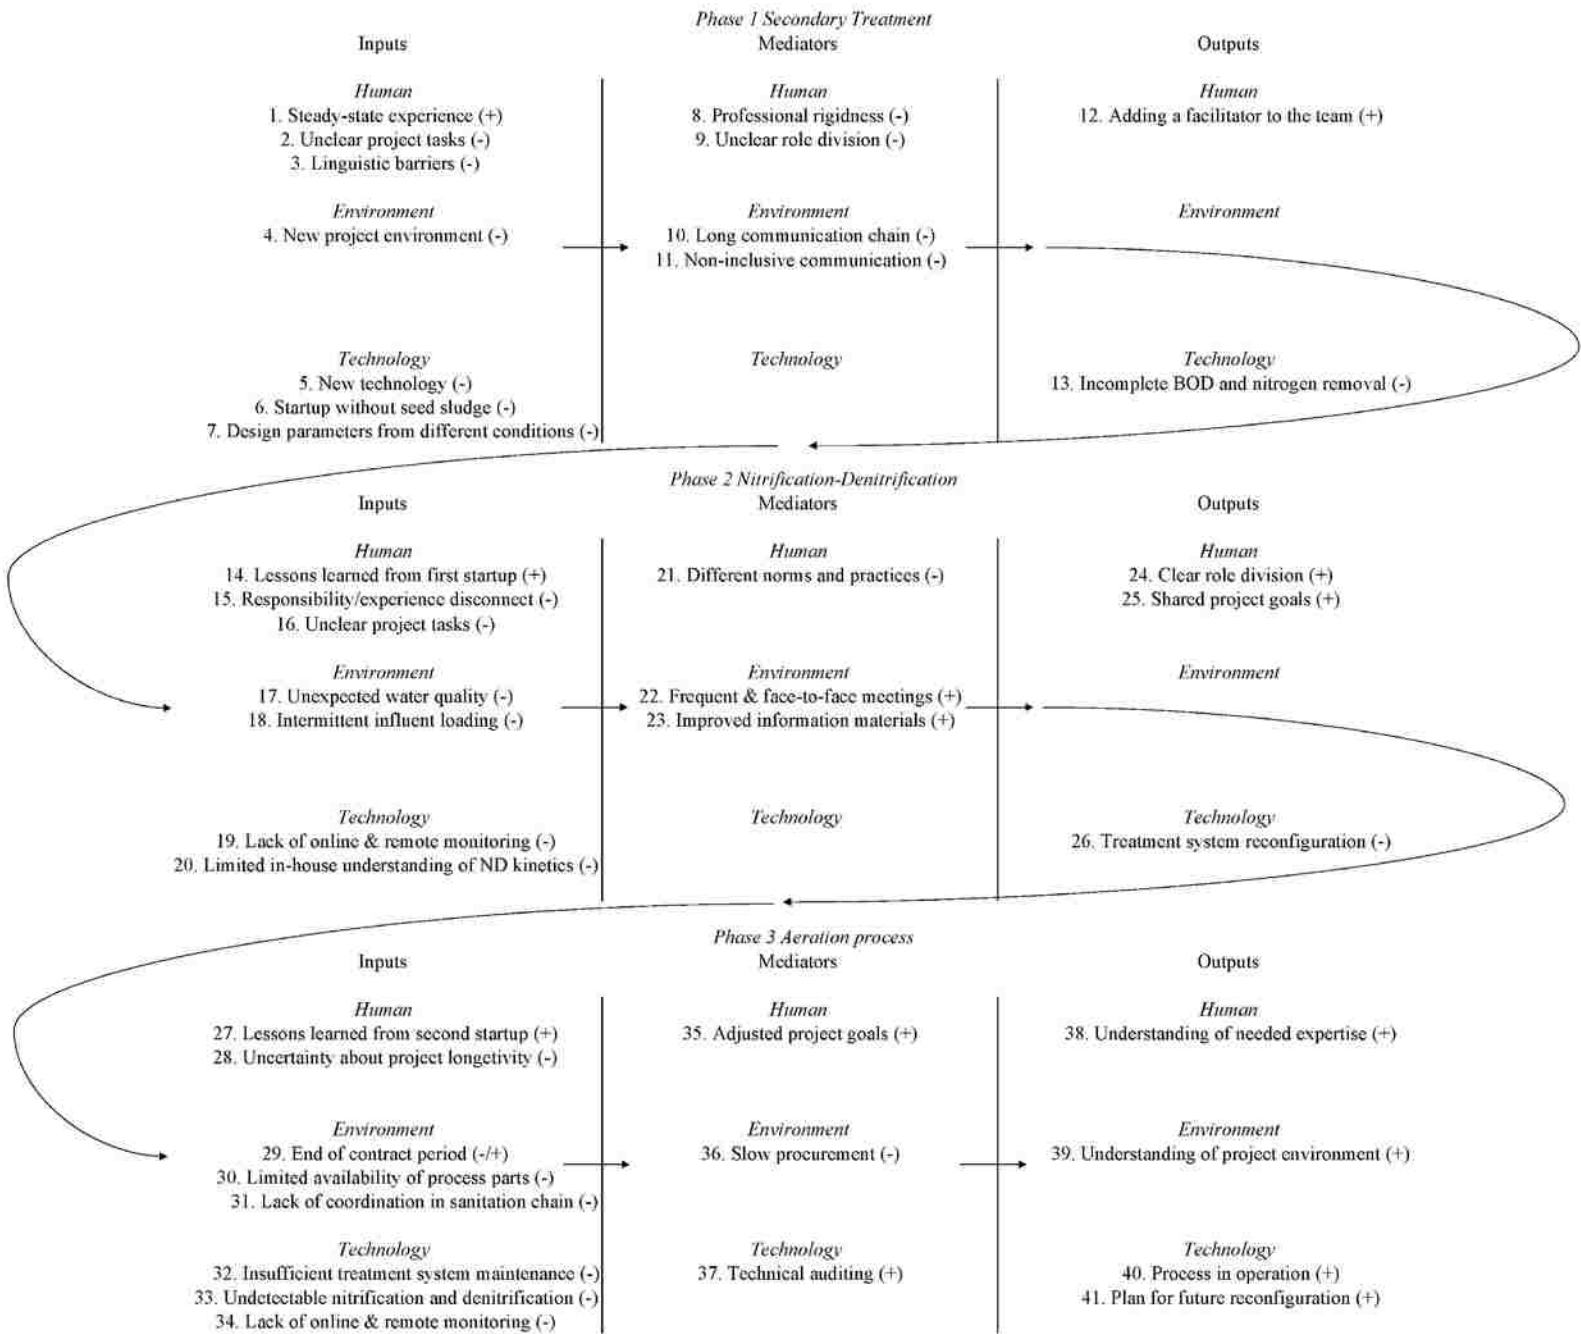 Phase 1 Secondary Treatment
Inputs
Mediators
Outputs
Human
1. Steady-state experience (+)
2. Unclear project tasks (-)
3. Linguistic barriers (-)
Environment
4. New project environment (-)
Technology
5. New technology (-)
6. Startup without seed sludge (-)
7. Design parameters from different conditions (-)
Human
8. Professional rigidness (-)
9. Unclear role division (-)
Environment
10. Long communication chain (-)
11. Non-inclusive communication (-)
Technology
Human
12. Adding a facilitator to the team (+)
Environment
Technology
13. Incomplete BOD and nitrogen removal (-)
Phase 2 Nitrification-Denitrification
Inputs
Mediators
Outputs
Human
14. Lessons learned from first startup (+)
15. Responsibility/experience disconnect (-)
16. Unclear project tasks (-)
Environment
17. Unexpected water quality (-)
18. Intermittent influent loading (-)
Technology
19. Lack of online & remote monitoring (-)
20. Limited in-house understanding of ND kinetics (-)
Human
21. Different norms and practices (-)
Environment
22. Frequent & face-to-face meetings (+)
23. Improved information materials (+)
Technology
Human
24. Clear role division (+)
25. Shared project goals (+)
Environment
Technology
26. Treatment system reconfiguration (-)
Phase 3 Aeration process
Inputs
Mediators
Outputs
Human
27. Lessons learned from second startup (+)
28. Uncertainty about project longetivity (-)
Environment
29. End of contract period (-/+)
30. Limited availability of process parts (-)
31. Lack of coordination in sanitation chain (-)
Technology
32. Insufficient treatment system maintenance (-)
33. Undetectable nitrification and denitrification (-)
34. Lack of online & remote monitoring (-)
Human
35. Adjusted project goals (+)
Environment
36. Slow procurement (-)
Technology
37. Technical auditing (+)
Human
38. Understanding of needed expertise (+)
Environment
39. Understanding of project environment (+)
Technology
40. Process in operation (+)
41. Plan for future reconfiguration (+)